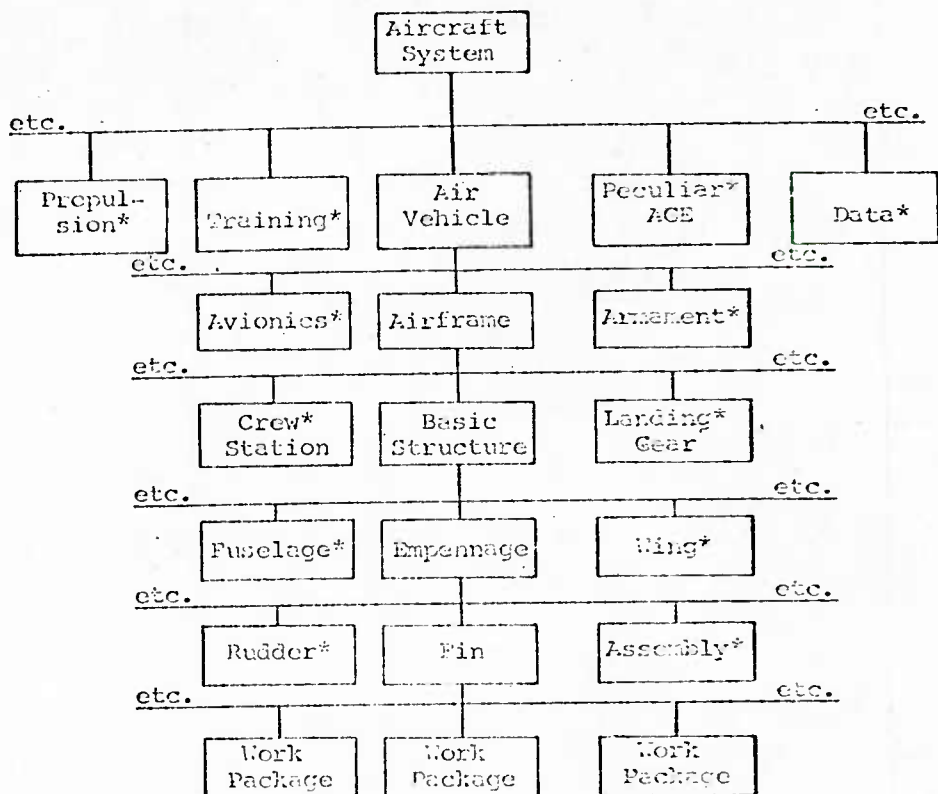 Aircraft
System
etc. etc.
Propul-
sion*
Training*
Air
Vehicle
Peculiar*
ACE
Data*
etc. etc.
Avionics* Airframe Armament*
etc. etc.
Crew*
Station
Basic
Structure
Landing*
Gear
etc. etc.
Fuselage* Empennage Wing*
etc. etc.
Rudder* Fin Assembly*
etc. etc.
Work
Package
Work
Package
Work
Package